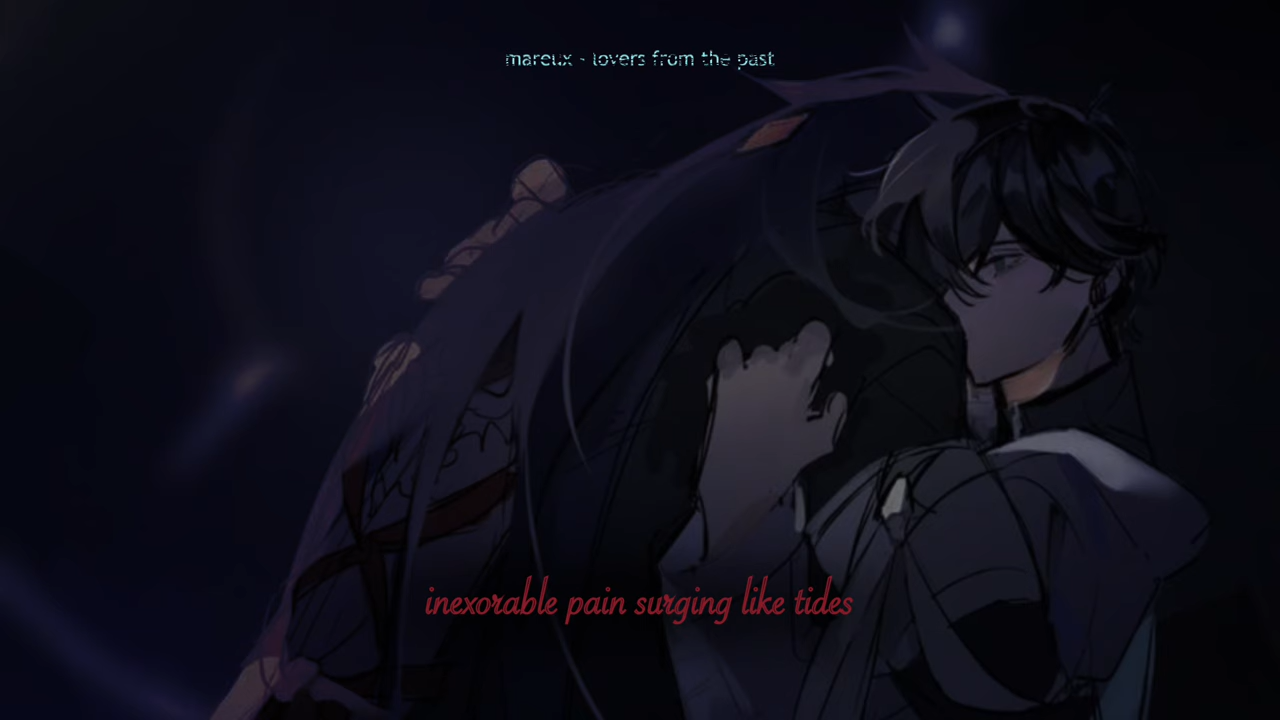 mareux - lovers from the past
inexorable pain surging like tides